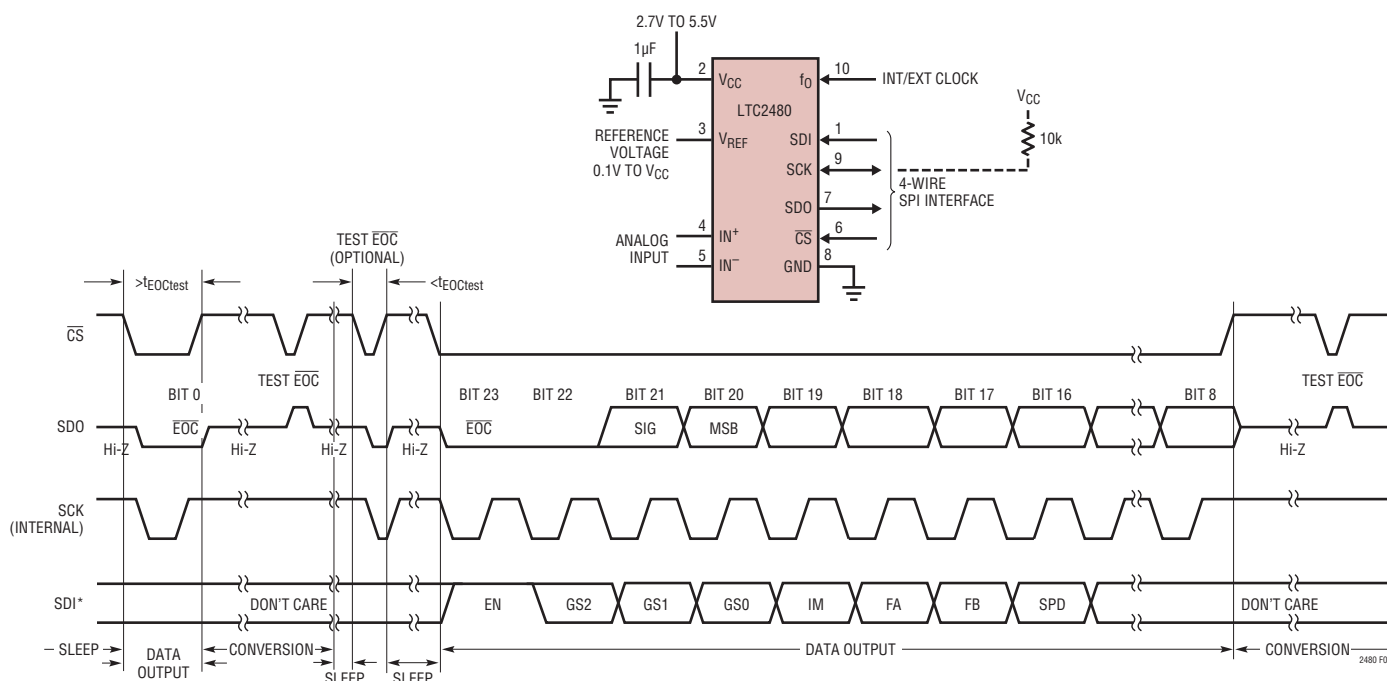 2.7V TO 5.5V
1µF
2 VCC
fO 10 INT/EXT CLOCK
LTC2480
VCC
10k
REFERENCE
VOLTAGE
0.1V TO VCC
3 VREF
SDI 1
SCK 9
4-WIRE
SPI INTERFACE
SDO 7
ANALOG
INPUT
4 IN+
5 IN−
CS 6
GND 8
TEST EOC
(OPTIONAL)
>tEOCtest
<tEOCtest
CS
TEST EOC
TEST EOC
BIT 0
BIT 23 BIT 22 BIT 21 BIT 20 BIT 19 BIT 18 BIT 17 BIT 16 BIT 8
SDO
EOC
EOC
SIG MSB
Hi-Z Hi-Z Hi-Z Hi-Z Hi-Z
SCK
(INTERNAL)
SDI*
DON'T CARE EN GS2 GS1 GS0 IM FA FB SPD DON'T CARE
SLEEP
DATA
OUTPUT
CONVERSION
SLEEP
SLEEP
DATA OUTPUT
CONVERSION